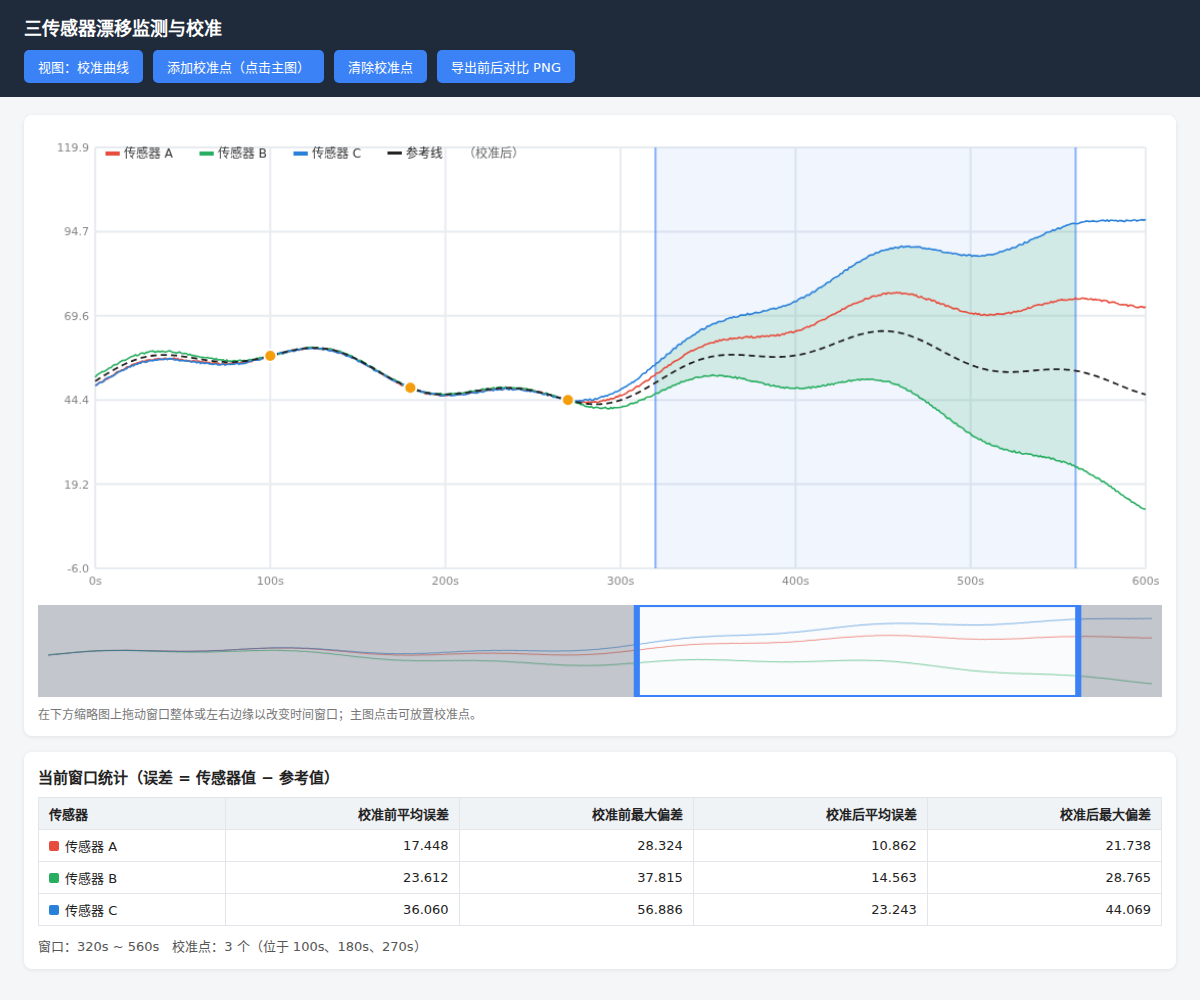 三传感器漂移监测与校准
视图：校准曲线 添加校准点（点击主图） 清除校准点 导出前后对比 PNG
119.9 传感器 A 传感器 B 传感器 C 参考线 （校准后）
94.7
69.6
44.4
19.2
-6.0
0s 100s 200s 300s 400s 500s 600s
在下方缩略图上拖动窗口整体或左右边缘以改变时间窗口；主图点击可放置校准点。
当前窗口统计（误差 = 传感器值 − 参考值）
传感器 校准前平均误差 校准前最大偏差 校准后平均误差 校准后最大偏差
传感器 A 17.448 28.324 10.862 21.738
传感器 B 23.612 37.815 14.563 28.765
传感器 C 36.060 56.886 23.243 44.069
窗口：320s ~ 560s 校准点：3 个（位于 100s、180s、270s）